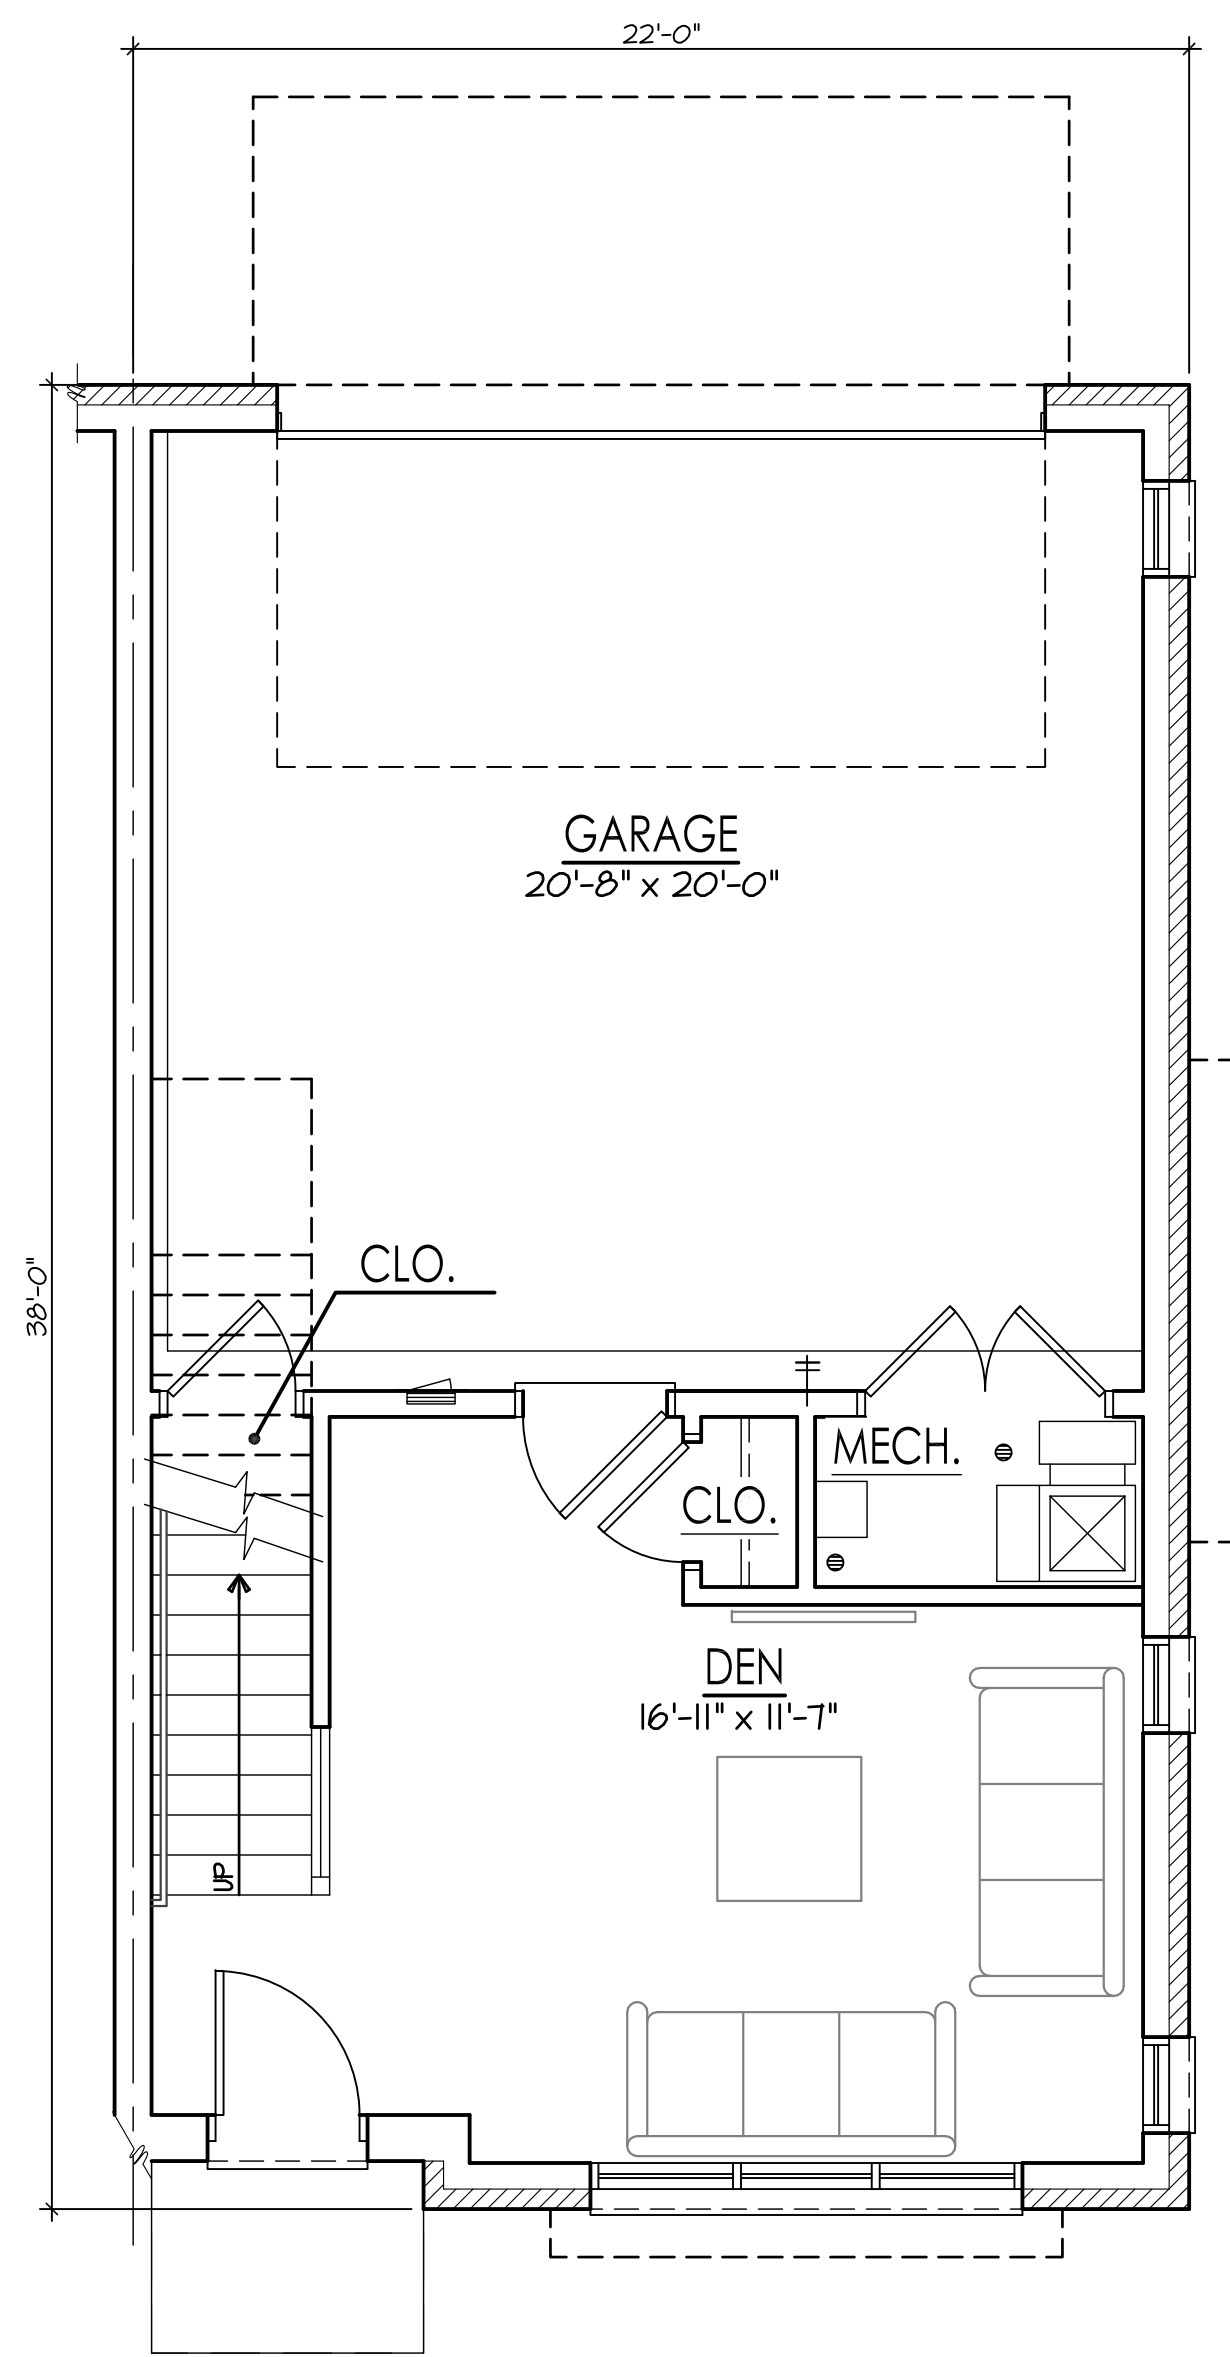 22'-0"
GARAGE
20'-8" x 20'-0"
38'-0"
CLO.
MECH.
CLO.
DEN
16'-11" x 11'-7"
UP